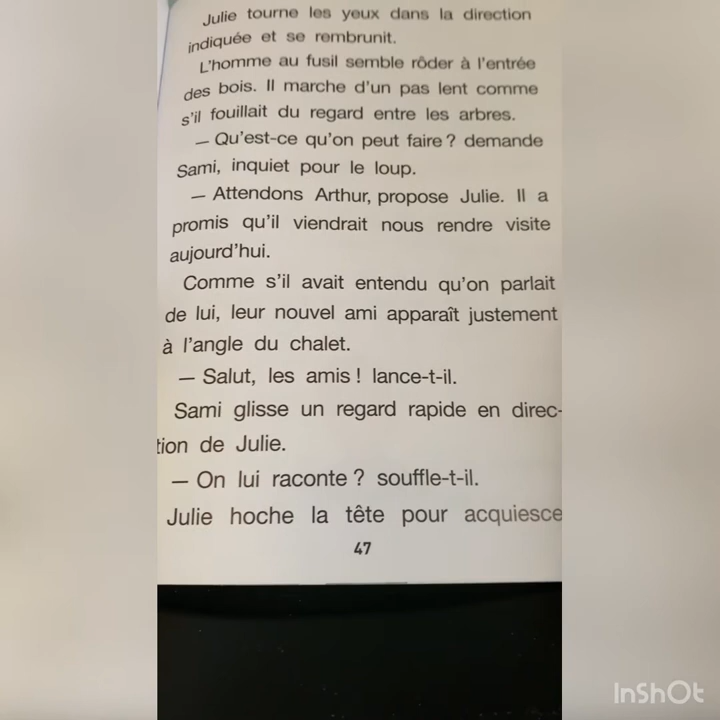 Julie tourne les yeux dans la direction
indiquée et se rembrunit.
L'homme au fusil semble rôder à l'entrée
des bois. Il marche d'un pas lent comme
s'il fouillait du regard entre les arbres.
— Qu'est-ce qu'on peut faire ? demande
Sami, inquiet pour le loup.
— Attendons Arthur, propose Julie. Il a
promis qu'il viendrait nous rendre visite
aujourd'hui.
Comme s'il avait entendu qu'on parlait
de lui, leur nouvel ami apparaît justement
à l'angle du chalet.
— Salut, les amis ! lance-t-il.
Sami glisse un regard rapide en direc-
tion de Julie.
— On lui raconte ? souffle-t-il.
Julie hoche la tête pour acquiesce
47
InShOt